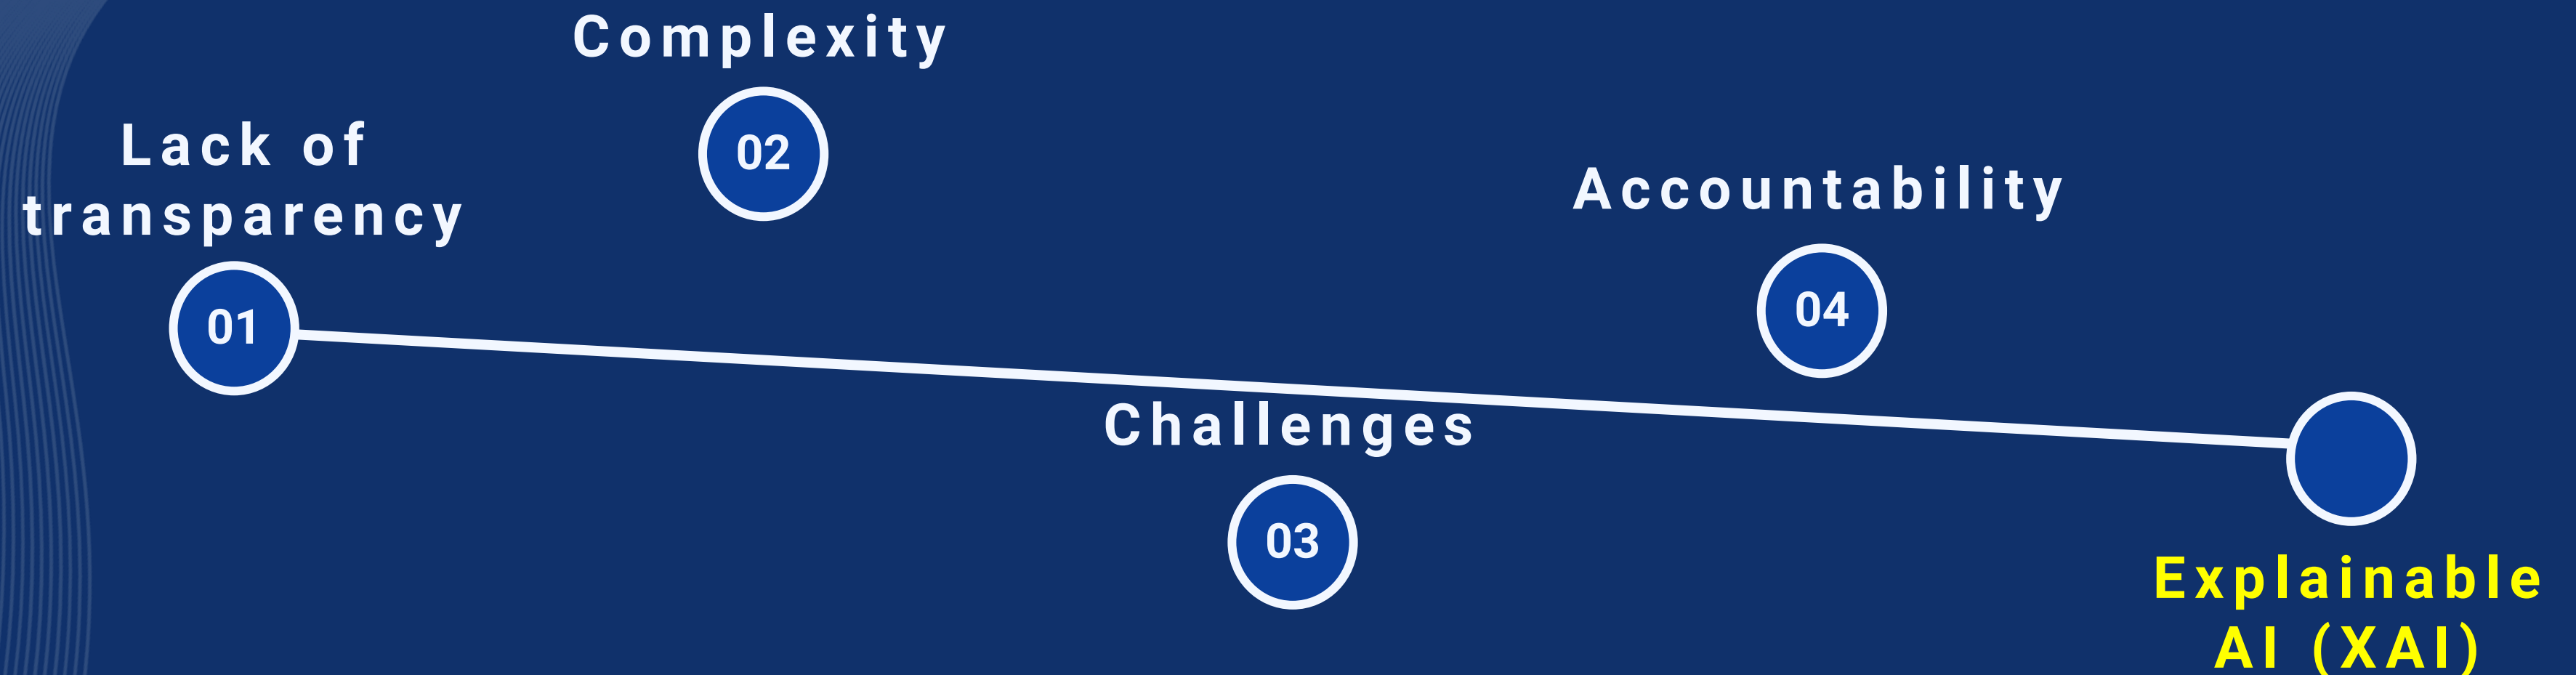 Lack of
transparency
01
Complexity
02
Challenges
03
Accountability
04
Explainable
AI (XAI)